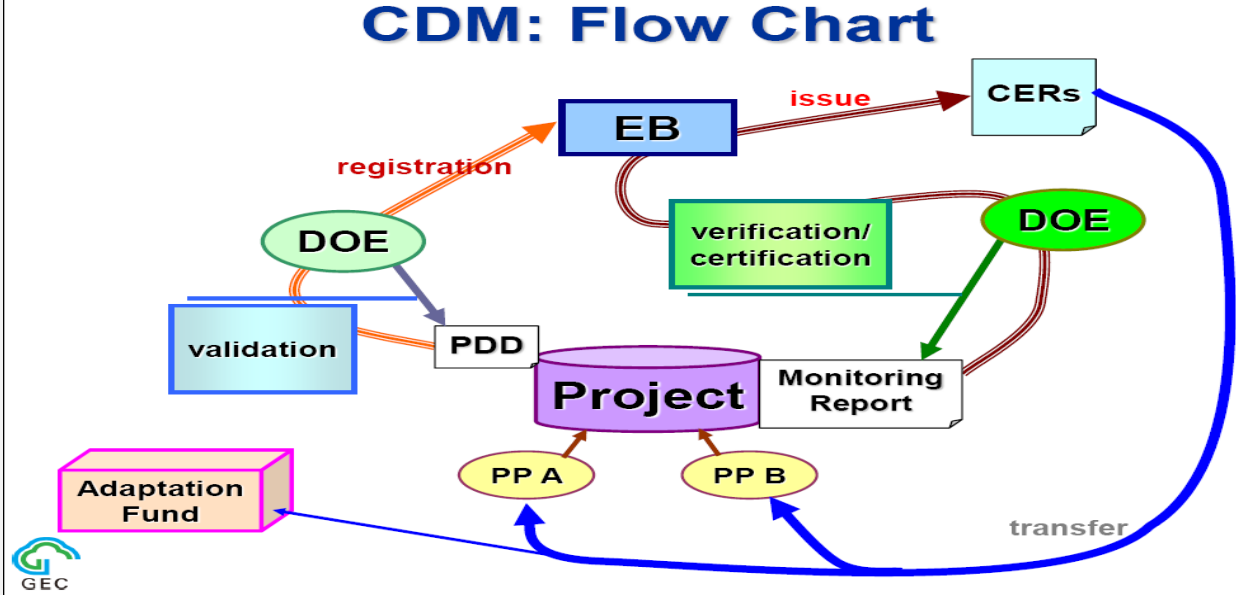 CDM: Flow Chart
issue
CERs
EB
registration
DOE
verification/
certification
DOE
validation
PDD
Project
Monitoring
Report
PP A
PP B
Adaptation
Fund
transfer
GEC